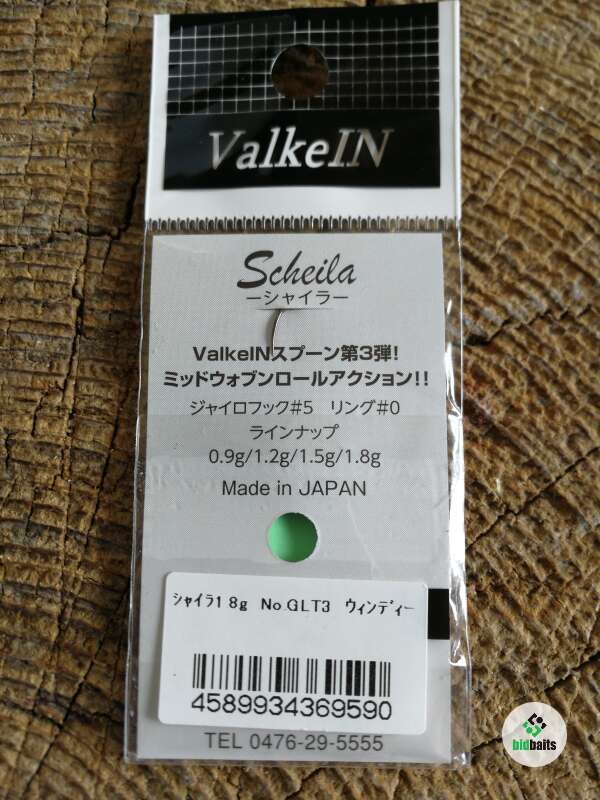 ValkeIN
Scheila
ーシャイラー
ValkeINスプーン第3弾!
ミッドウォブンロールアクション!!
ジャイロフック#5 リング#0
ラインナップ
0.9g/1.2g/1.5g/1.8g
Made in JAPAN
ｼｬｲﾗ1 8g No.GLT3 ウィンディー
4589934369590
TEL 0476-29-5555
bidbaits